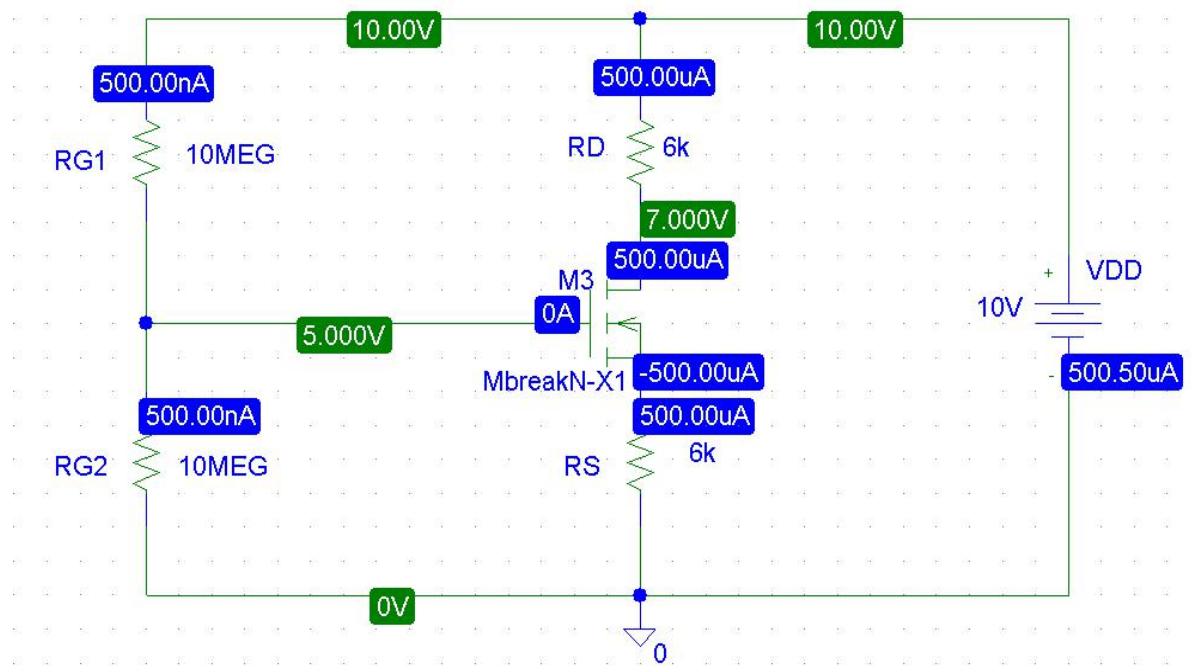 10.00V
10.00V
500.00nA
500.00uA
RG1
10MEG
RD
6k
7.000V
500.00uA
M3
0A
5.000V
MbreakN-X1
-500.00uA
+
VDD
10V
-
500.50uA
500.00nA
500.00uA
RG2
10MEG
RS
6k
0V
0